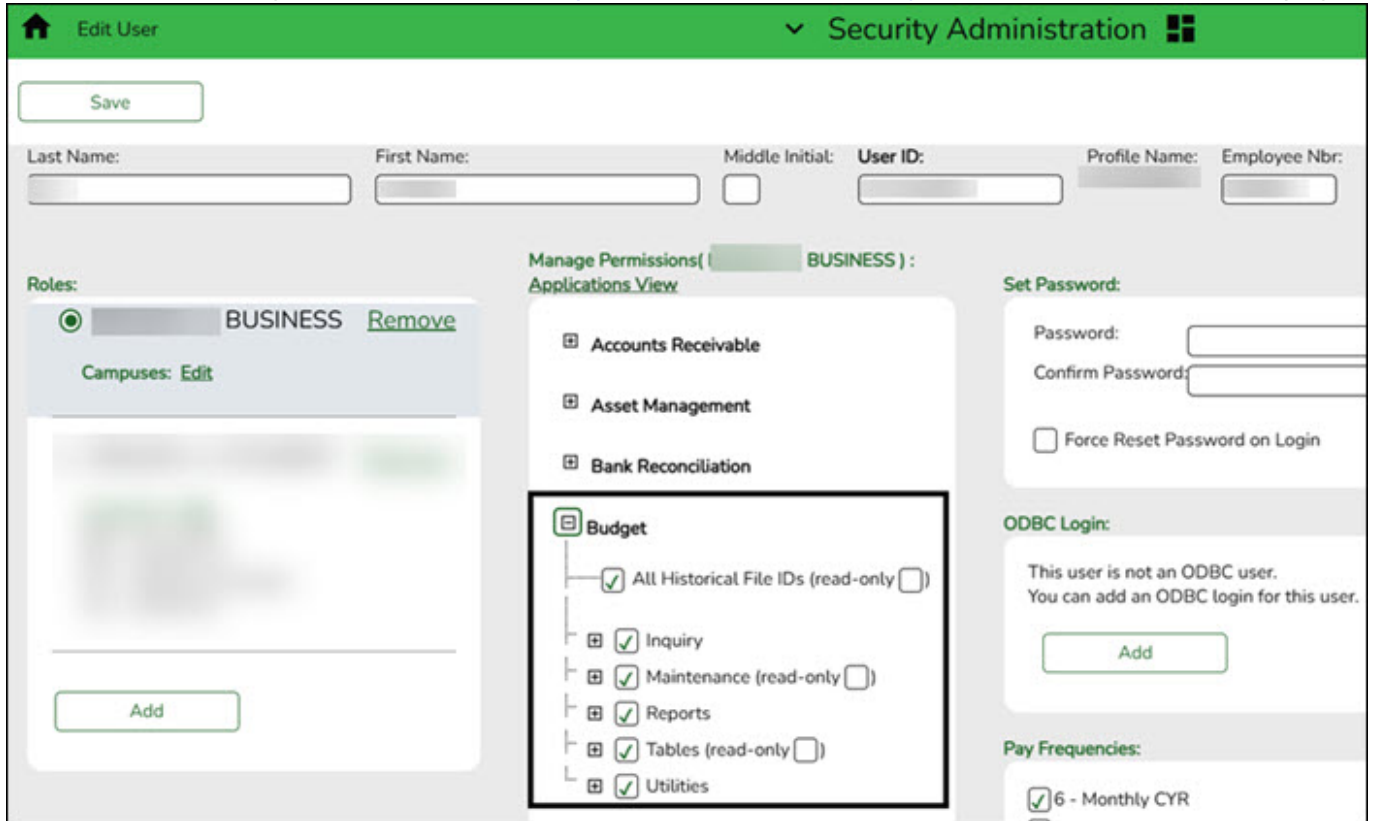 Edit User
Security Administration
Save
Last Name: First Name: Middle Initial: User ID: Profile Name: Employee Nbr:
Roles:
BUSINESS Remove
Campuses: Edit
Add
Manage Permissions( BUSINESS ) :
Applications View
Accounts Receivable
Asset Management
Bank Reconciliation
Budget
All Historical File IDs (read-only )
Inquiry
Maintenance (read-only )
Reports
Tables (read-only )
Utilities
Set Password:
Password:
Confirm Password:
Force Reset Password on Login
ODBC Login:
This user is not an ODBC user.
You can add an ODBC login for this user.
Add
Pay Frequencies:
6 - Monthly CYR